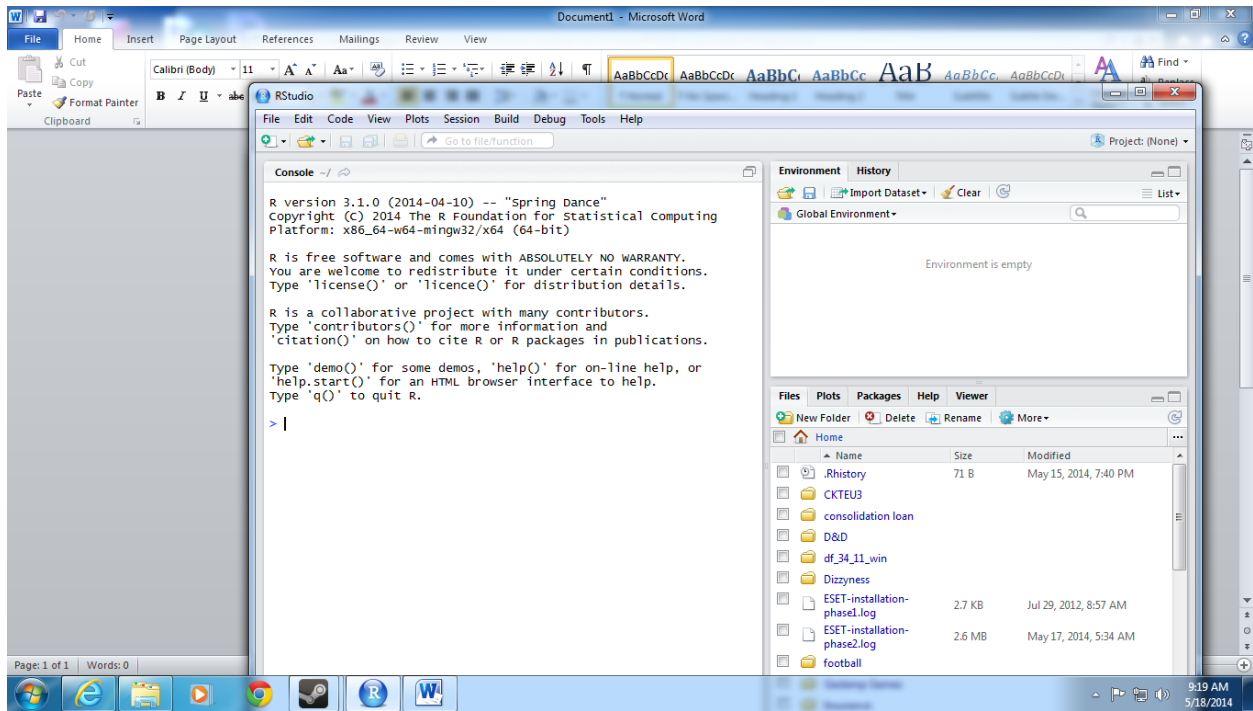 Document1 - Microsoft Word
File Home Insert Page Layout References Mailings Review View
Cut
Copy
Format Painter
Paste
Clipboard
Calibri (Body) 11
B I U abe
AaBbCcDc AaBbCcDc AaBbC AaBbCc AaB AaBbCc. AaBbCcDc
Find
RStudio
File Edit Code View Plots Session Build Debug Tools Help
Go to file/function
Project: (None)
Console ~/
R version 3.1.0 (2014-04-10) -- "Spring Dance"
Copyright (C) 2014 The R Foundation for Statistical Computing
Platform: x86_64-w64-mingw32/x64 (64-bit)
R is free software and comes with ABSOLUTELY NO WARRANTY.
You are welcome to redistribute it under certain conditions.
Type 'license()' or 'licence()' for distribution details.
R is a collaborative project with many contributors.
Type 'contributors()' for more information and
'citation()' on how to cite R or R packages in publications.
Type 'demo()' for some demos, 'help()' for on-line help, or
'help.start()' for an HTML browser interface to help.
Type 'q()' to quit R.
>
Environment History
Import Dataset Clear List
Global Environment
Environment is empty
Files Plots Packages Help Viewer
New Folder Delete Rename More
Home
Name Size Modified
.Rhistory 71 B May 15, 2014, 7:40 PM
CKTEU3
consolidation loan
D&D
df_34_11_win
Dizzyness
ESET-installation-
phase1.log 2.7 KB Jul 29, 2012, 8:57 AM
ESET-installation-
phase2.log 2.6 MB May 17, 2014, 5:34 AM
football
Page: 1 of 1 Words: 0
9:19 AM
5/18/2014